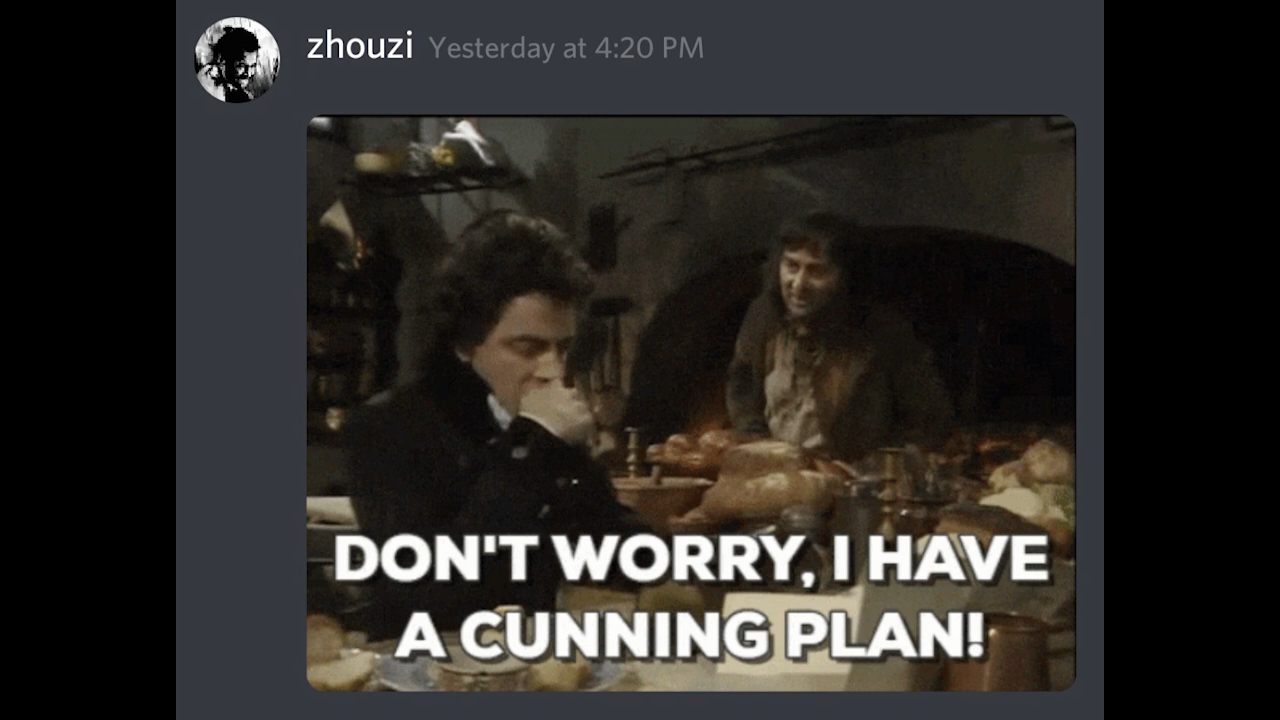 zhouzi Yesterday at 4:20 PM
DON'T WORRY, I HAVE
A CUNNING PLAN!